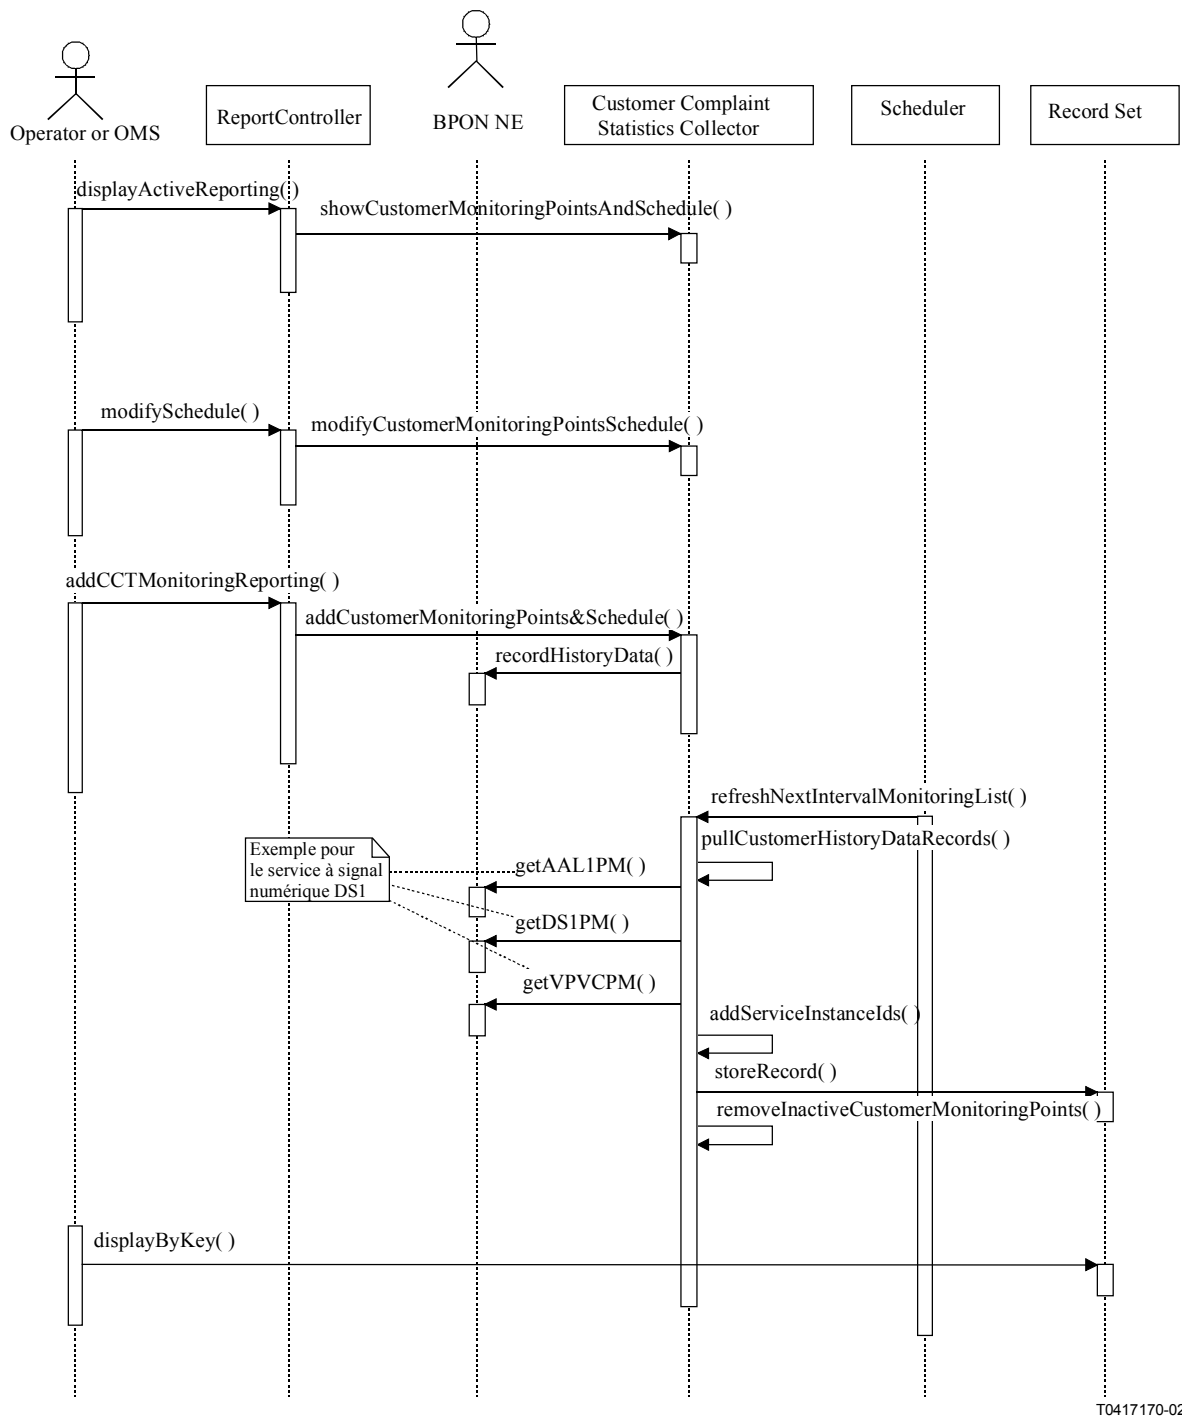 Operator or OMS
ReportController
BPON NE
Customer Complaint
Statistics Collector
Scheduler
Record Set
displayActiveReporting( )
showCustomerMonitoringPointsAndSchedule( )
modifySchedule( )
modifyCustomerMonitoringPointsSchedule( )
addCCTMonitoringReporting( )
addCustomerMonitoringPoints&Schedule( )
recordHistoryData( )
refreshNextIntervalMonitoringList( )
pullCustomerHistoryDataRecords( )
Exemple pour
le service à signal
numérique DS1
getAAL1PM( )
getDS1PM( )
getVPVCPM( )
addServiceInstanceIds( )
storeRecord( )
removeInactiveCustomerMonitoringPoints( )
displayByKey( )
T0417170-02